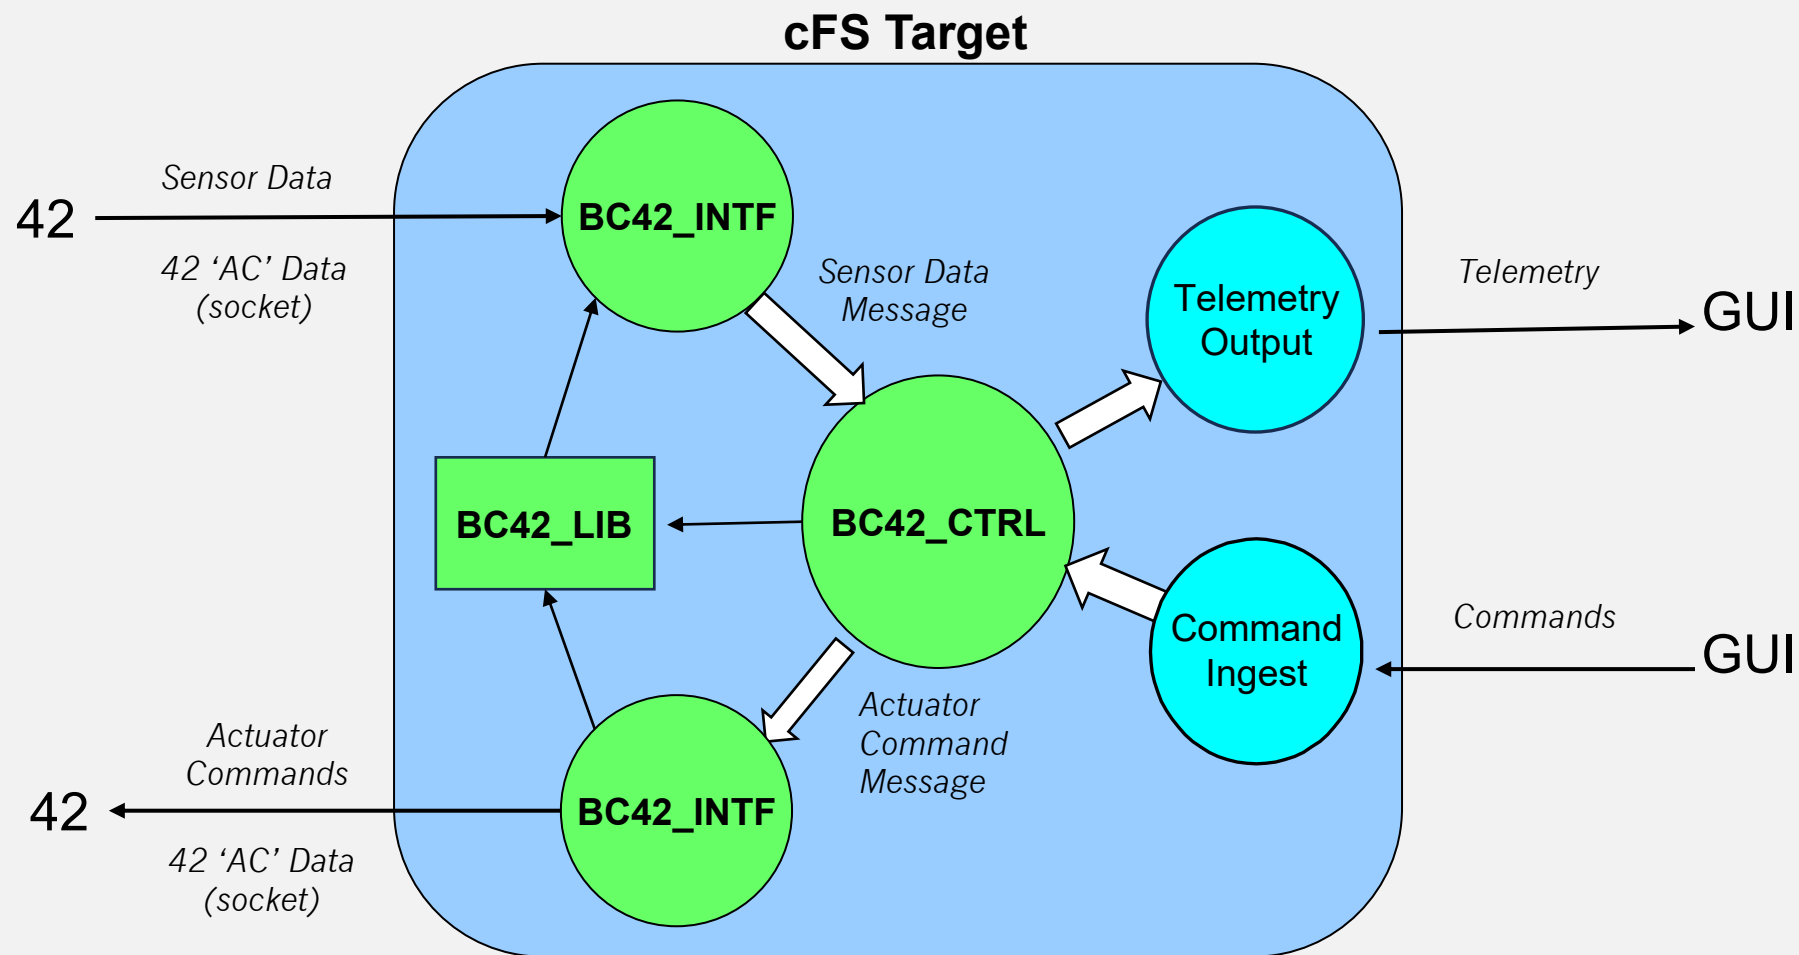 cFS Target
Sensor Data
42
42 ‘AC’ Data
(socket)
BC42_INTF
Sensor Data
Message
Telemetry
Output
Telemetry
GUI
BC42_LIB
BC42_CTRL
Command
Ingest
Commands
GUI
Actuator
Command
Message
Actuator
Commands
42
42 ‘AC’ Data
(socket)
BC42_INTF